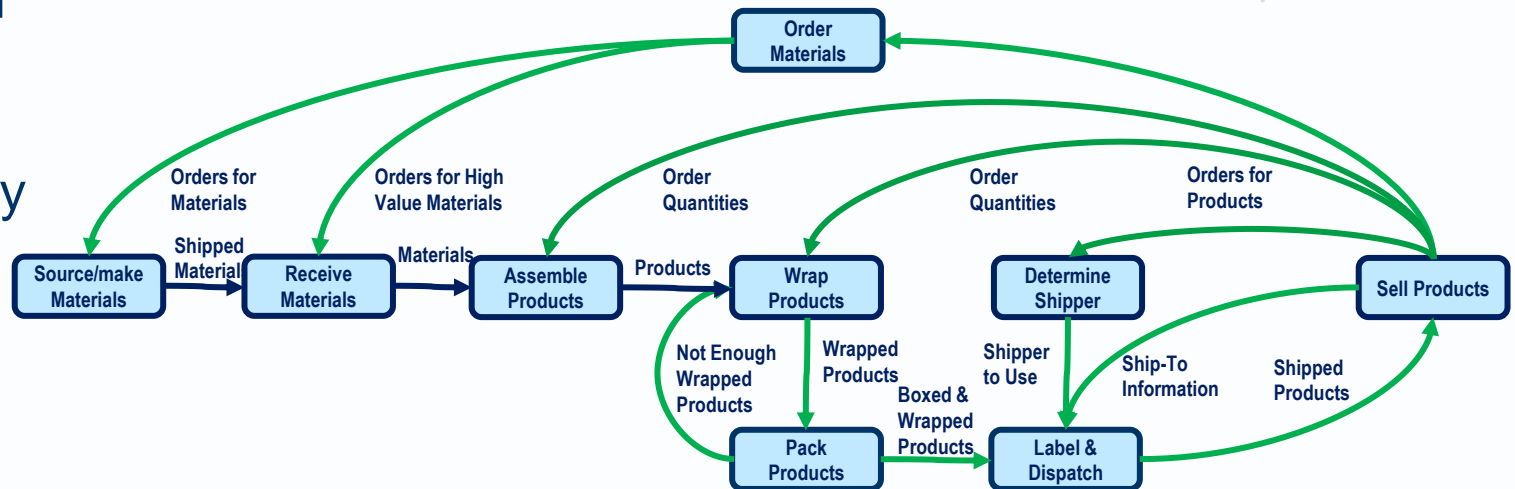 Order
Materials
Orders for
Materials
Orders for High
Value Materials
Order
Quantities
Order
Quantities
Orders for
Products
y
Shipped
Material
Materials
Products
Source/make
Materials
Receive
Materials
Assemble
Products
Wrap
Products
Determine
Shipper
Sell Products
Not Enough
Wrapped
Products
Wrapped
Products
Shipper
to Use
Ship-To
Information
Shipped
Products
Boxed &
Wrapped
Products
Pack
Products
Label &
Dispatch